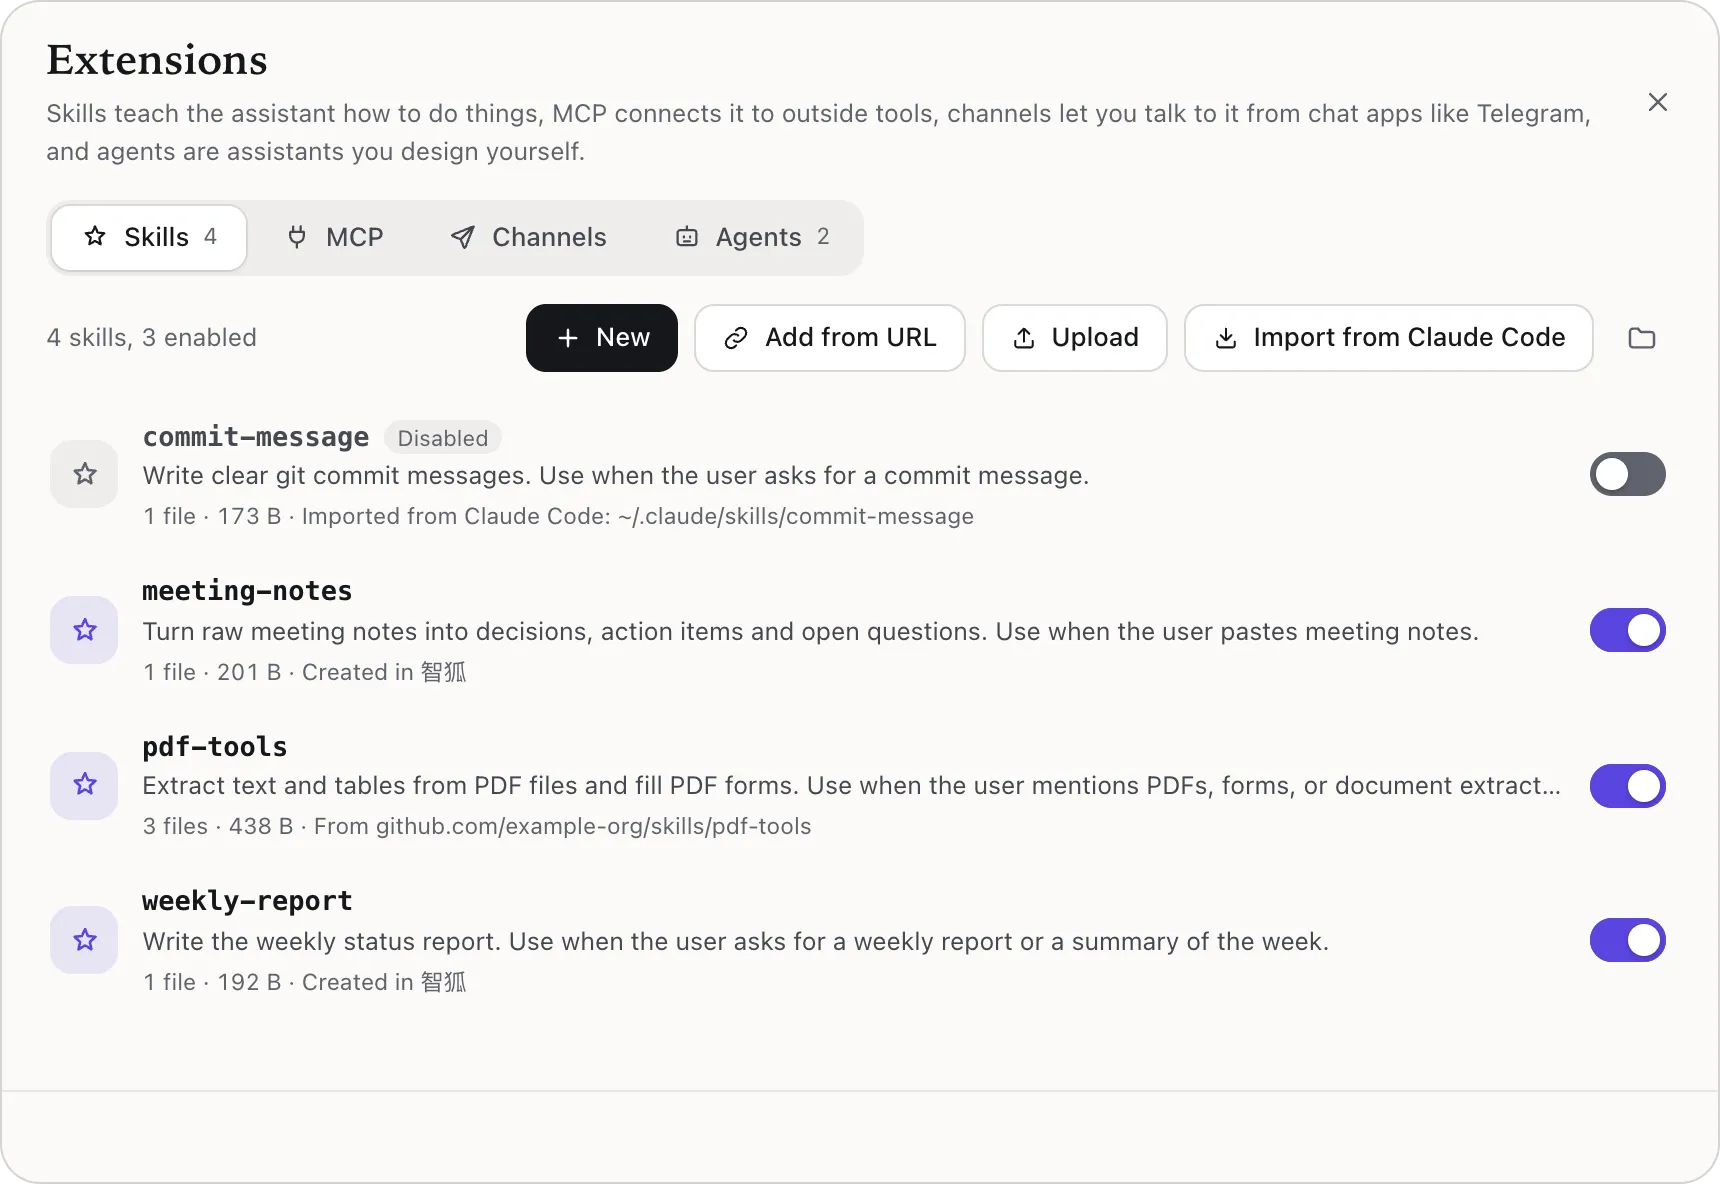 Extensions
Skills teach the assistant how to do things, MCP connects it to outside tools, channels let you talk to it from chat apps like Telegram,
and agents are assistants you design yourself.
Skills 4
MCP
Channels
Agents 2
4 skills, 3 enabled
New
Add from URL
Upload
Import from Claude Code
commit-message Disabled
Write clear git commit messages. Use when the user asks for a commit message.
1 file · 173 B · Imported from Claude Code: ~/.claude/skills/commit-message
meeting-notes
Turn raw meeting notes into decisions, action items and open questions. Use when the user pastes meeting notes.
1 file · 201 B · Created in 智狐
pdf-tools
Extract text and tables from PDF files and fill PDF forms. Use when the user mentions PDFs, forms, or document extract...
3 files · 438 B · From github.com/example-org/skills/pdf-tools
weekly-report
Write the weekly status report. Use when the user asks for a weekly report or a summary of the week.
1 file · 192 B · Created in 智狐